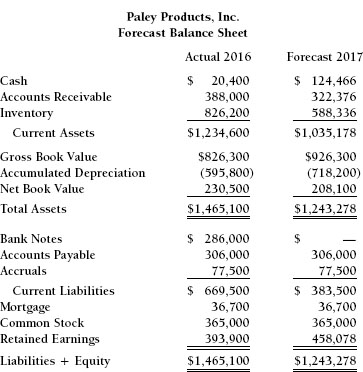 Paley Products, Inc.
Forecast Balance Sheet
Actual 2016 Forecast 2017
Cash $ 20,400 $ 124,466
Accounts Receivable 388,000 322,376
Inventory 826,200 588,336
Current Assets $1,234,600 $1,035,178
Gross Book Value $826,300 $926,300
Accumulated Depreciation (595,800) (718,200)
Net Book Value 230,500 208,100
Total Assets $1,465,100 $1,243,278
Bank Notes $ 286,000 $ —
Accounts Payable 306,000 306,000
Accruals 77,500 77,500
Current Liabilities $ 669,500 $ 383,500
Mortgage 36,700 36,700
Common Stock 365,000 365,000
Retained Earnings 393,900 458,078
Liabilities + Equity $1,465,100 $1,243,278